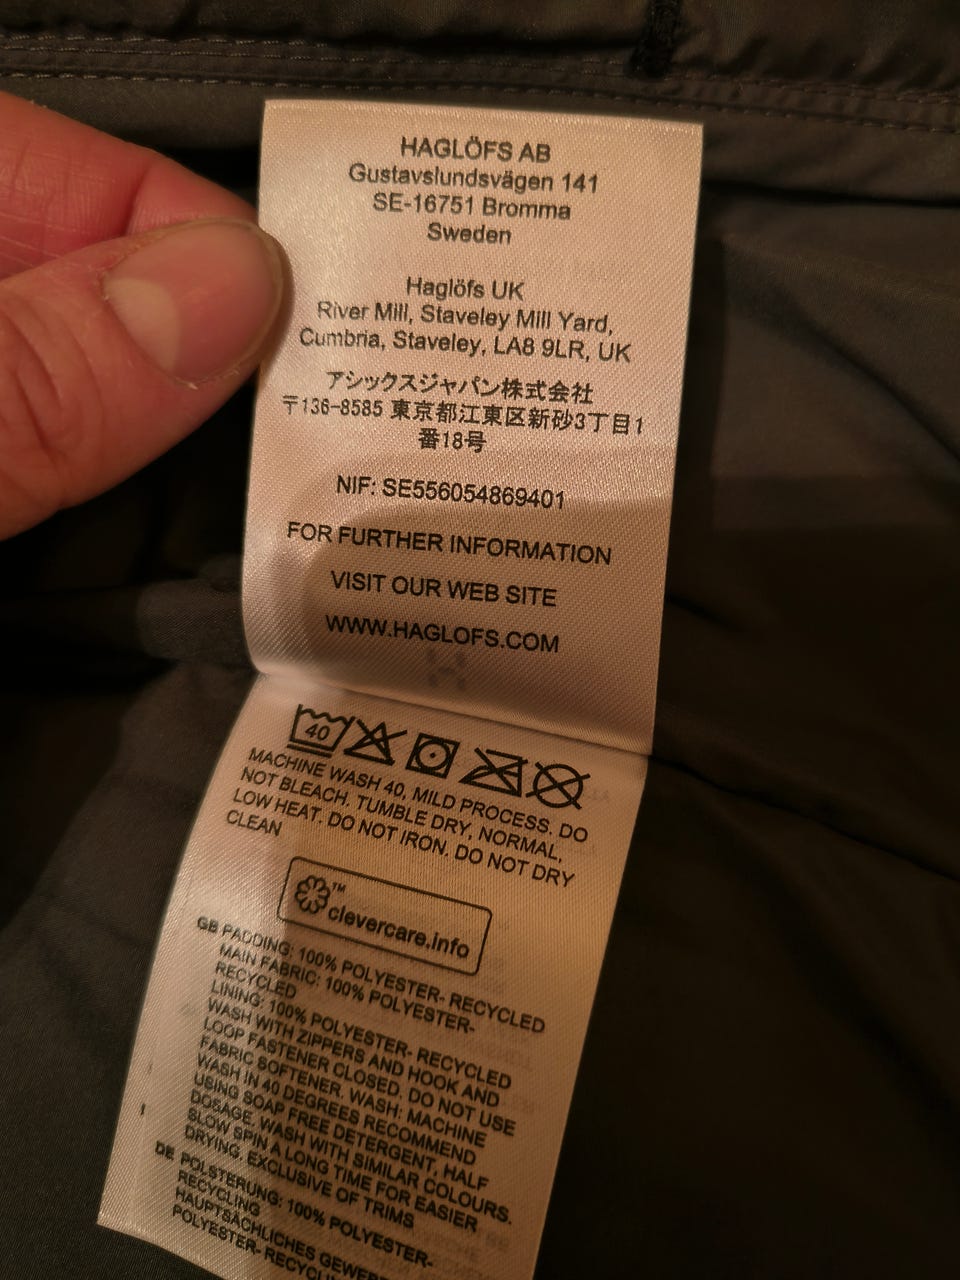 HAGLÖFS AB
Gustavslundsvägen 141
SE-16751 Bromma
Sweden
Haglöfs UK
River Mill, Staveley Mill Yard,
Cumbria, Staveley, LA8 9LR, UK
アシックスジャパン株式会社
〒136-8585 東京都江東区新砂3丁目1
番18号
NIF: SE556054869401
FOR FURTHER INFORMATION
VISIT OUR WEB SITE
WWW.HAGLOFS.COM
40
MACHINE WASH 40, MILD PROCESS. DO
NOT BLEACH. TUMBLE DRY, NORMAL,
LOW HEAT. DO NOT IRON. DO NOT DRY
CLEAN
™
clevercare.info
GB PADDING: 100% POLYESTER- RECYCLED
MAIN FABRIC: 100% POLYESTER-
RECYCLED
LINING: 100% POLYESTER- RECYCLED
WASH WITH ZIPPERS AND HOOK AND
LOOP FASTENER CLOSED. DO NOT USE
FABRIC SOFTENER. WASH: MACHINE
WASH IN 40 DEGREES RECOMMEND
USING SOAP FREE DETERGENT, HALF
DOSAGE. WASH WITH SIMILAR COLOURS.
SLOW SPIN A LONG TIME FOR EASIER
DRYING. EXCLUSIVE OF TRIMS
DE POLSTERUNG: 100% POLYESTER-
RECYCLING
HAUPTSÄCHLICHES GEWEBE
POLYESTER- RECYCLI